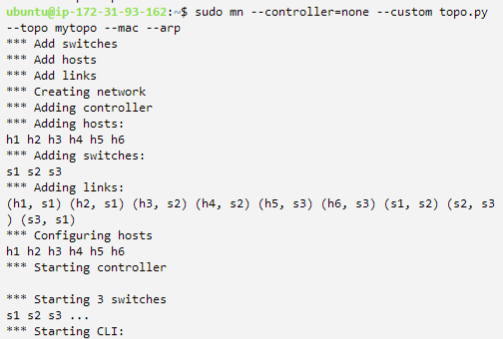 ubuntu@ip-172-31-93-162:~$ sudo mn --controller=none --custom topo.py
--topo mytopo --mac --arp
*** Add switches
*** Add hosts
*** Add links
*** Creating network
*** Adding controller
*** Adding hosts:
h1 h2 h3 h4 h5 h6
*** Adding switches:
s1 s2 s3
*** Adding links:
(h1, s1) (h2, s1) (h3, s2) (h4, s2) (h5, s3) (h6, s3) (s1, s2) (s2, s3
) (s3, s1)
*** Configuring hosts
h1 h2 h3 h4 h5 h6
*** Starting controller
*** Starting 3 switches
s1 s2 s3 ...
*** Starting CLI: